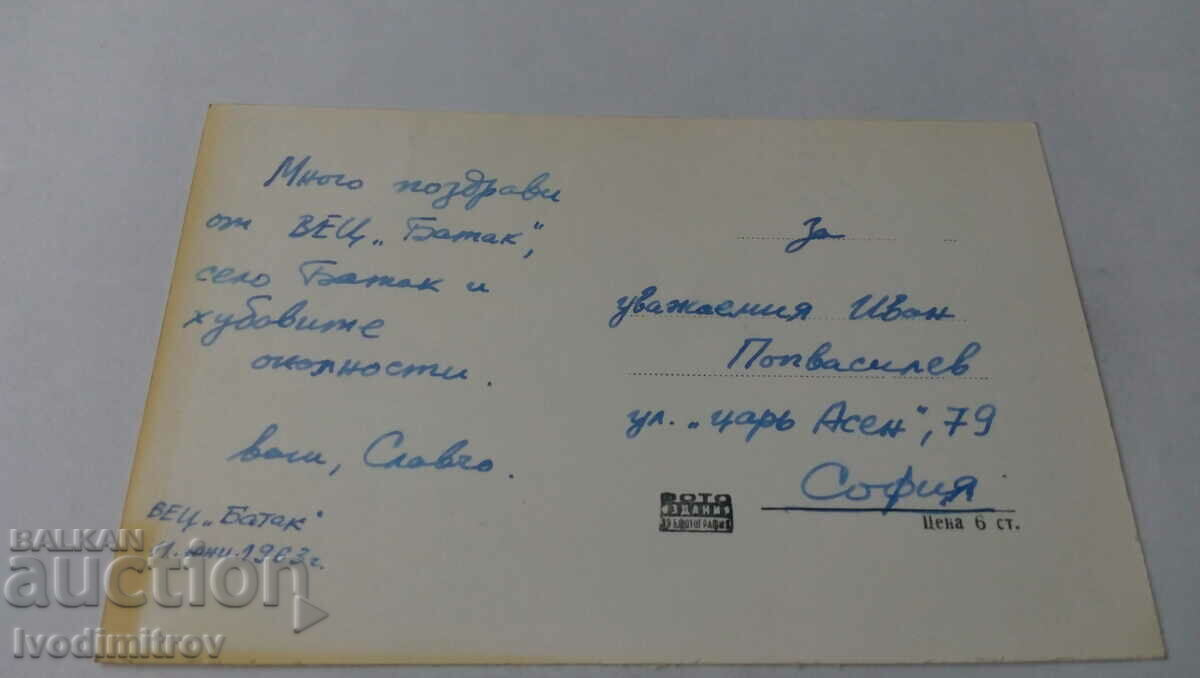 Много поздрави
от ВЕЦ „Батак“,
село Батак и
хубовите
околности.
ваш, Славчо.
ВЕЦ „Батак“
юни 1963 г.
За
уважаемия Иван
Попвасилев
ул. „царь Асен“, 79
София
ФОТО
ИЗДАНИЯ
Цена 6 ст.
BALKAN
auction
Ivodimitrov